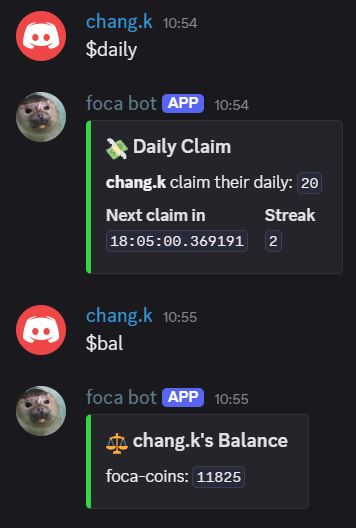 chang.k 10:54
$daily
foca bot APP 10:54
💸 Daily Claim
chang.k claim their daily: 20
Next claim in Streak
18:05:00.369191 2
chang.k 10:55
$bal
foca bot APP 10:55
⚖️ chang.k's Balance
foca-coins: 11825